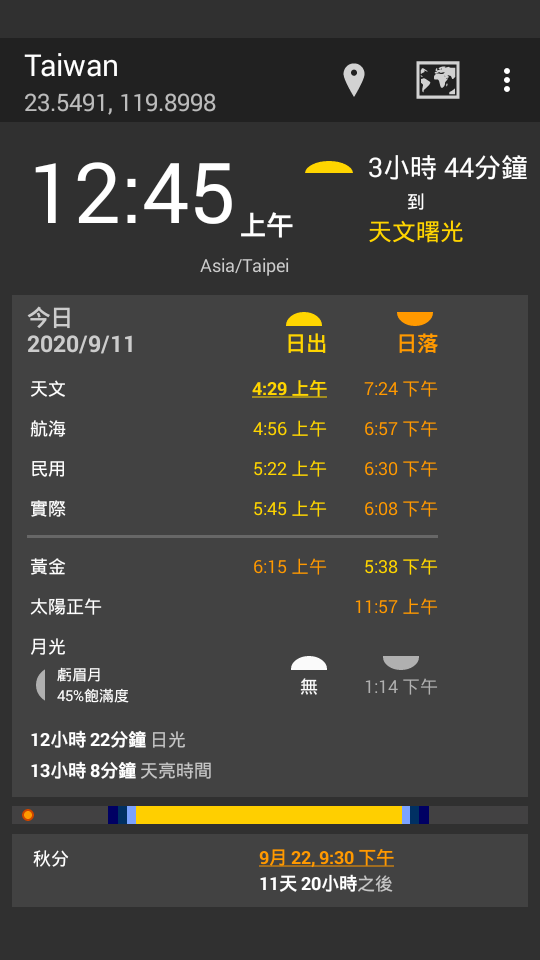 Taiwan
23.5491, 119.8998
12:45 上午
3小時 44分鐘
到
天文曙光
Asia/Taipei
今日
2020/9/11
日出 日落
天文 4:29 上午 7:24 下午
航海 4:56 上午 6:57 下午
民用 5:22 上午 6:30 下午
實際 5:45 上午 6:08 下午
黃金 6:15 上午 5:38 下午
太陽正午 11:57 上午
月光
虧眉月
45%飽滿度
無 1:14 下午
12小時 22分鐘 日光
13小時 8分鐘 天亮時間
秋分 9月 22, 9:30 下午
11天 20小時之後